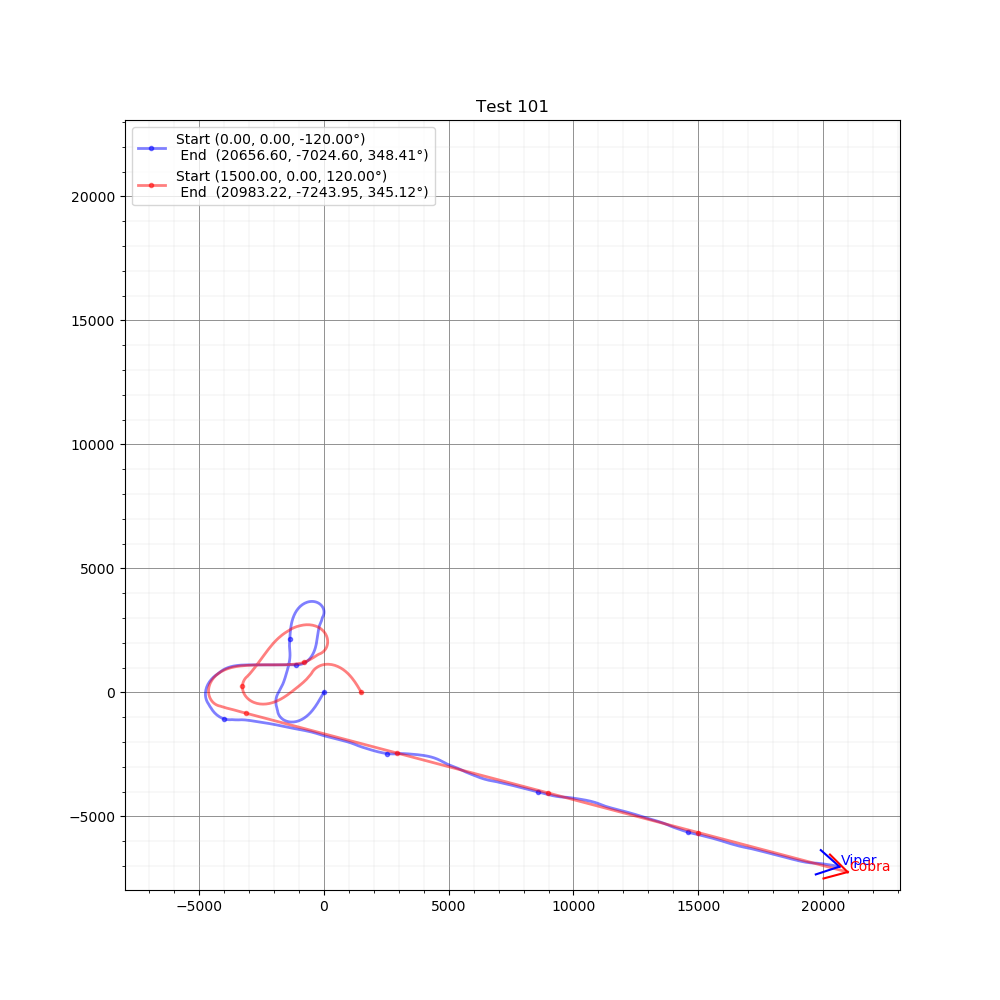 Test 101
Start (0.00, 0.00, -120.00°)
End (20656.60, -7024.60, 348.41°)
Start (1500.00, 0.00, 120.00°)
End (20983.22, -7243.95, 345.12°)
20000
15000
10000
5000
0
−5000
Viper
Cobra
−5000
0
5000
10000
15000
20000